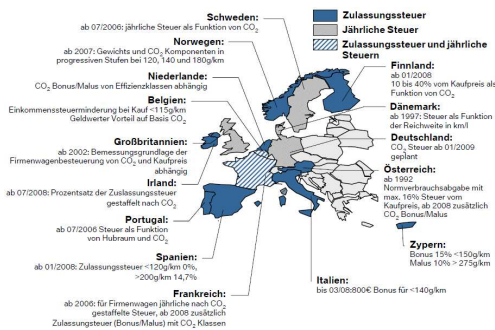 Schweden:
ab 07/2006: jährliche Steuer als Funktion von CO2
Norwegen:
ab 2007: Gewichts und CO2 Komponenten in
progressiven Stufen bei 120, 140 und 180g/km
Niederlande:
CO2 Bonus/Malus von Effizienzklassen abhängig
Belgien:
Einkommenssteuerminderung bei Kauf <115g/km
Geldwerter Vorteil auf Basis CO2
Großbritannien:
ab 2002: Bemessungsgrundlage der
Firmenwagenbesteuerung von CO2 und Kaufpreis
abhängig
Irland:
ab 07/2008: Prozentsatz der Zulassungssteuer
gestaffelt nach CO2
Portugal:
ab 07/2006 Steuer als Funktion
von Hubraum und CO2
Spanien:
ab 01/2008: Zulassungssteuer <120g/km 0%,
>200g/km 14,7%
Frankreich:
ab 2006: für Firmenwagen jährliche nach CO2
gestaffelte Steuer, ab 2008 zusätzlich
Zulassungssteuer (Bonus/Malus) mit CO2 Klassen
Zulassungssteuer
Jährliche Steuer
Zulassungssteuer und jährliche
Steuern
Finnland:
ab 01/2008
10 bis 40% vom Kaufpreis als
Funktion von CO2
Dänemark:
ab 1997: Steuer als Funktion
der Reichweite in km/l
Deutschland:
CO2 Steuer ab 01/2009
geplant
Österreich:
ab 1992
Normverbrauchsabgabe mit
max. 16% Steuer vom
Kaufpreis, ab 2008 zusätzlich
CO2 Bonus/Malus
Zypern:
Bonus 15% <150g/km
Malus 10% > 275g/km
Italien:
bis 03/08:800€ Bonus für <140g/km